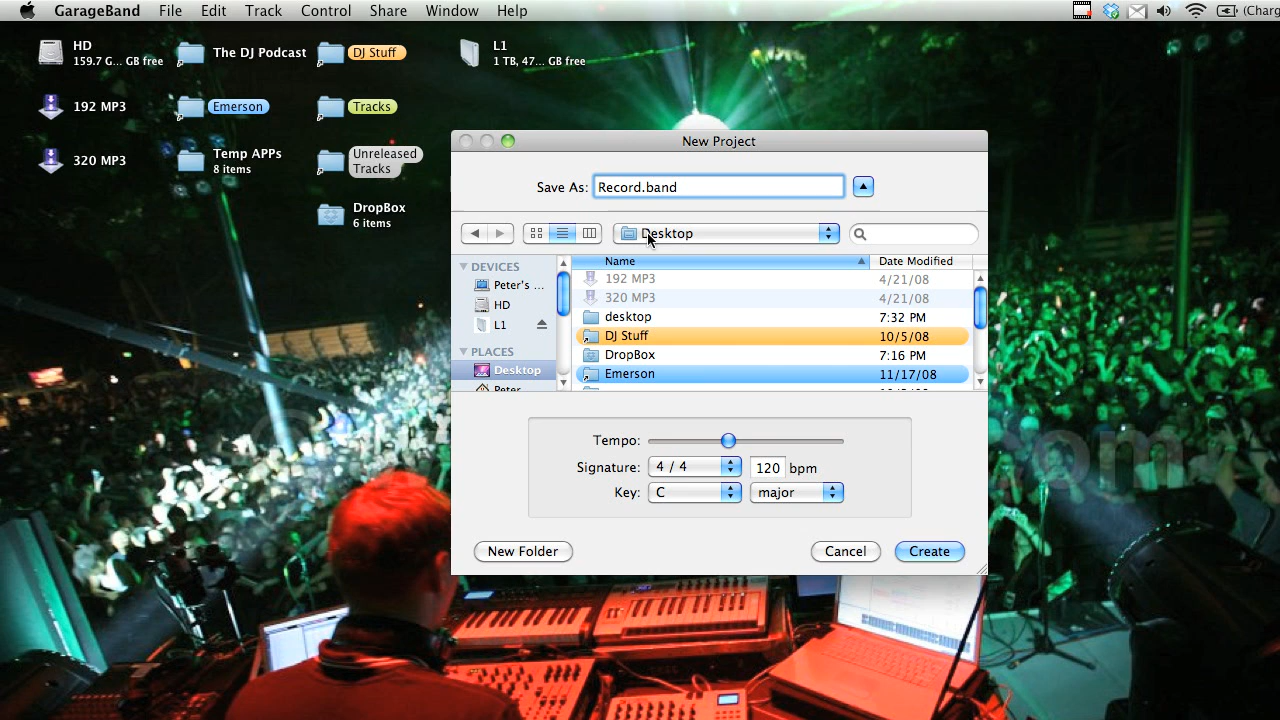 GarageBand File Edit Track Control Share Window Help (Charg
HD
159.7 G... GB free
The DJ Podcast
DJ Stuff
L1
1 TB, 47... GB free
192 MP3
Emerson
Tracks
320 MP3
Temp APPs
8 items
Unreleased
Tracks
DropBox
6 items
New Project
Save As: Record.band
Desktop
Name Date Modified
DEVICES
Peter's ...
HD
L1
PLACES
Desktop
Peter
192 MP3 4/21/08
320 MP3 4/21/08
desktop 7:32 PM
DJ Stuff 10/5/08
DropBox 7:16 PM
Emerson 11/17/08
Tempo:
Signature: 4 / 4 120 bpm
Key: C major
New Folder Cancel Create
com